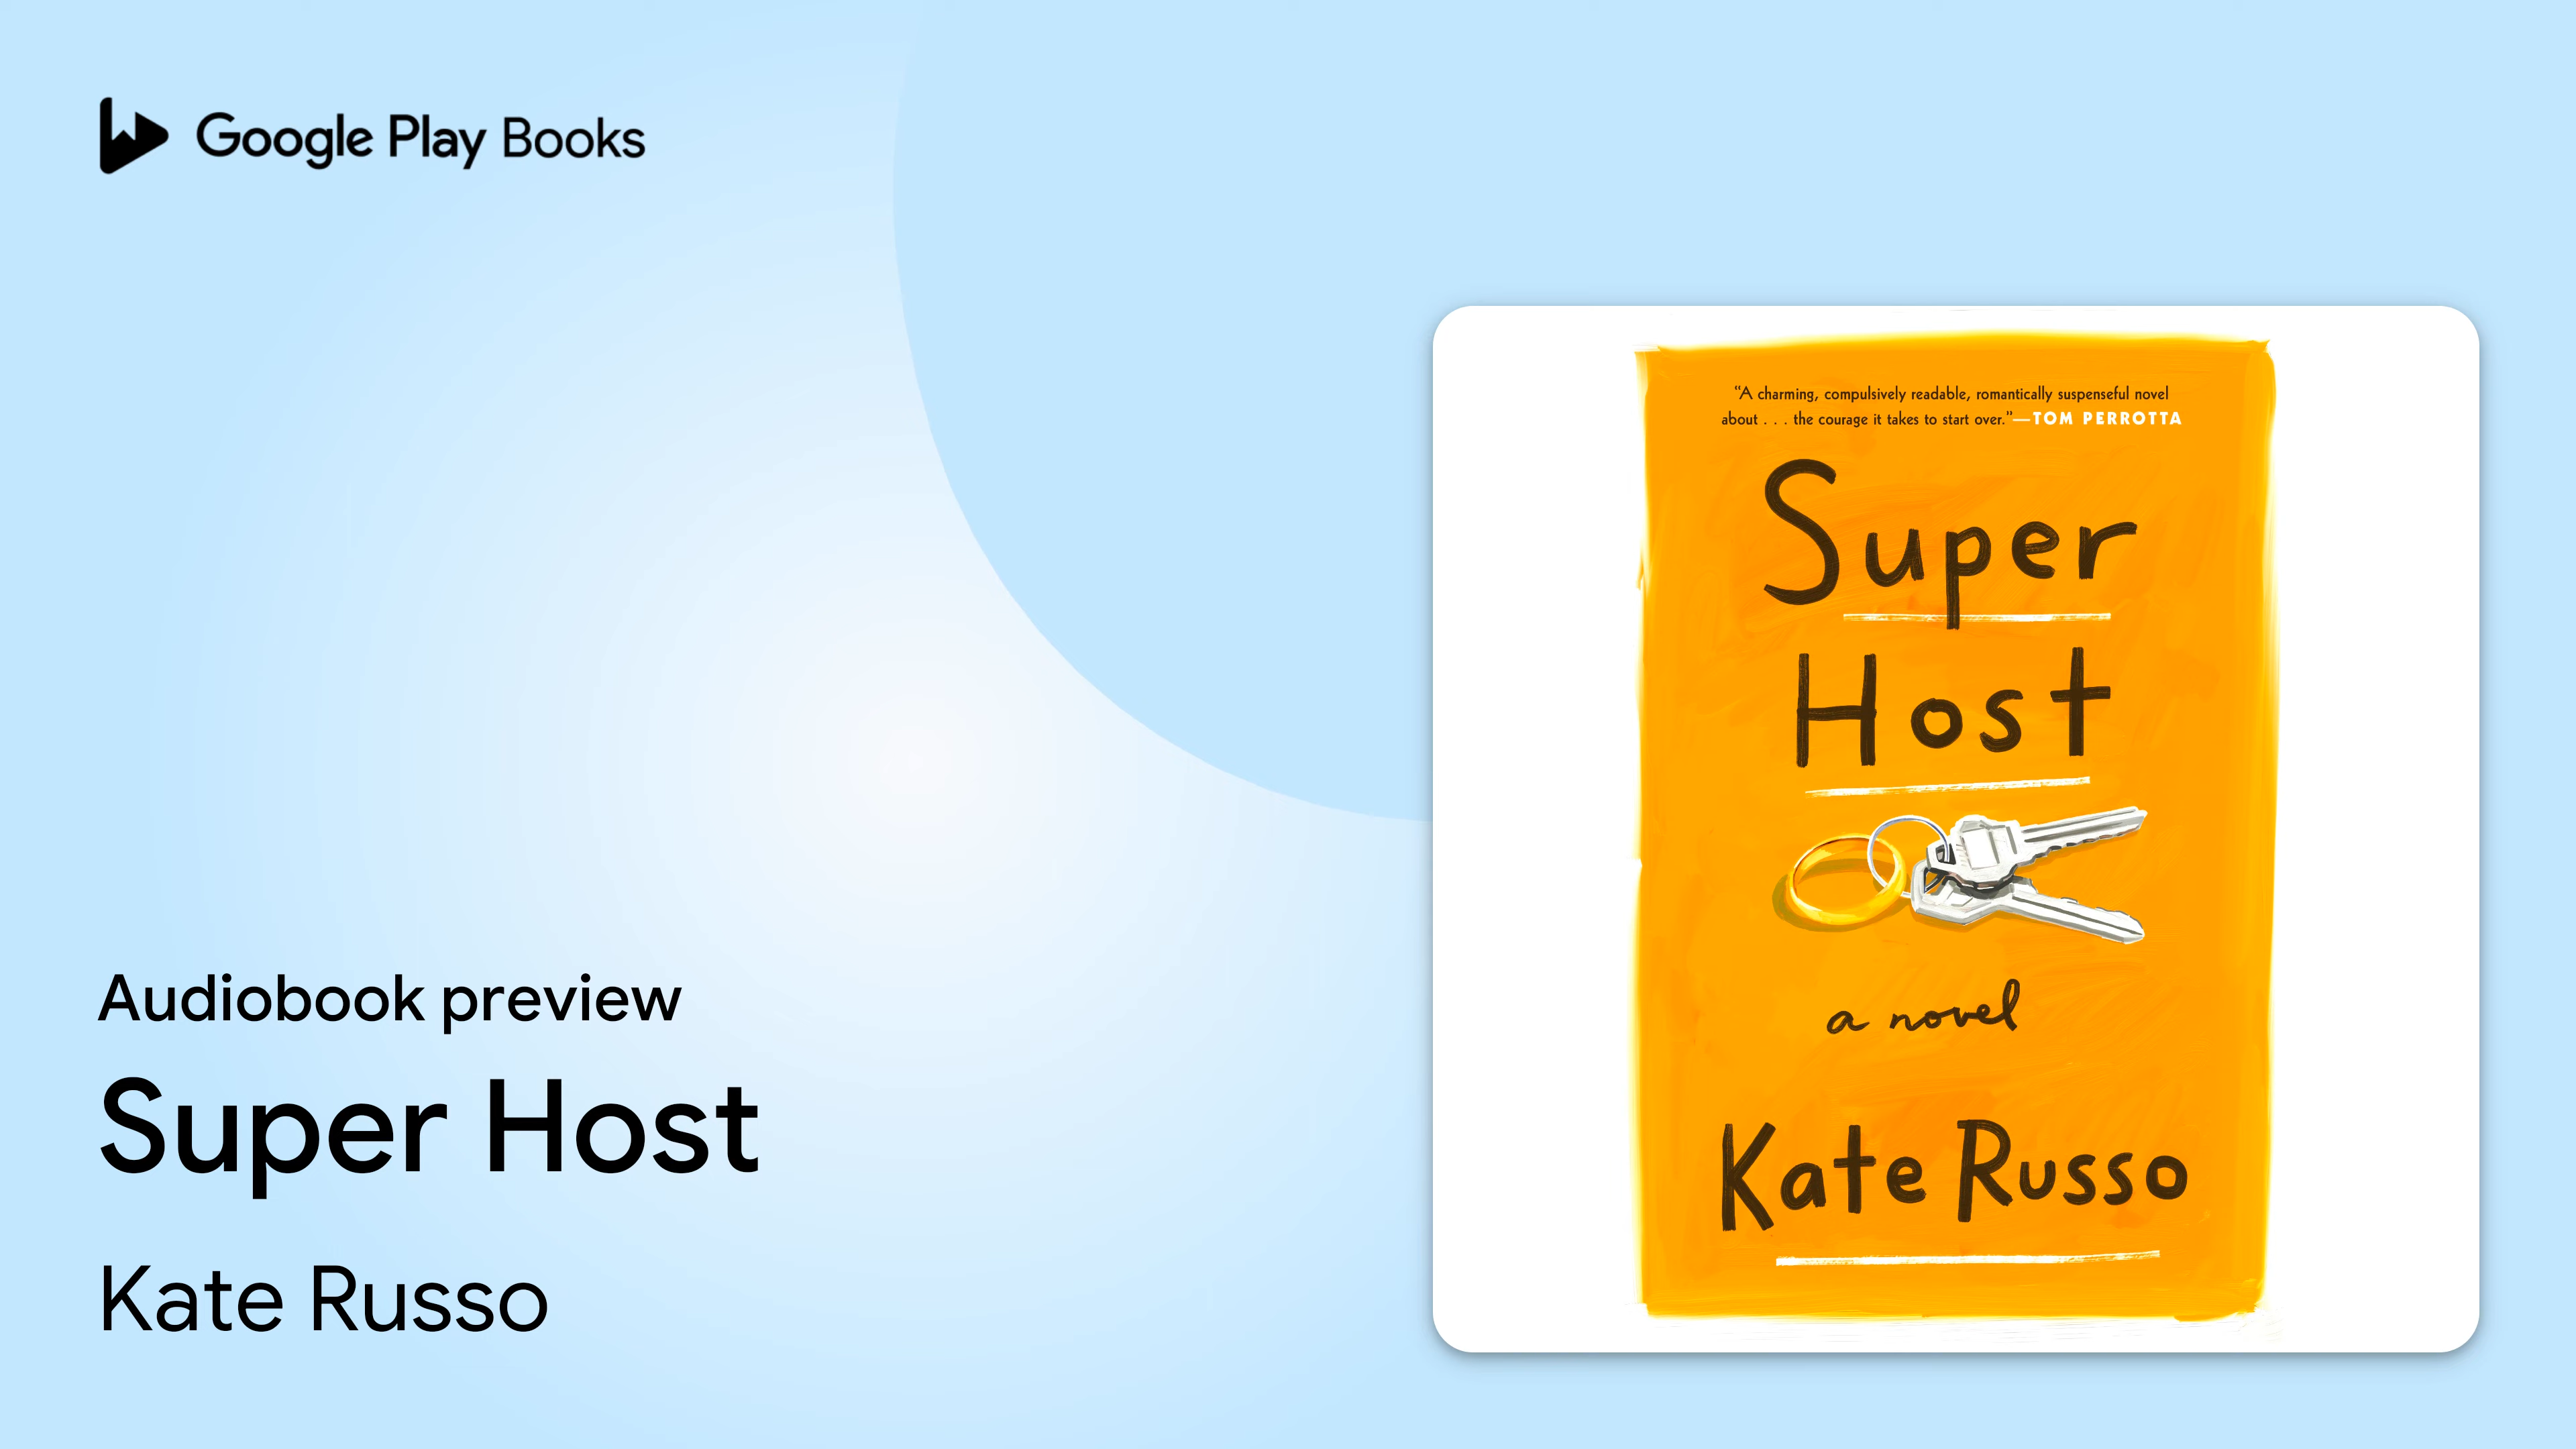 Google Play Books
Audiobook preview
Super Host
Kate Russo
“A charming, compulsively readable, romantically suspenseful novel
about . . . the courage it takes to start over.”—TOM PERROTTA
Super
Host
a novel
Kate Russo